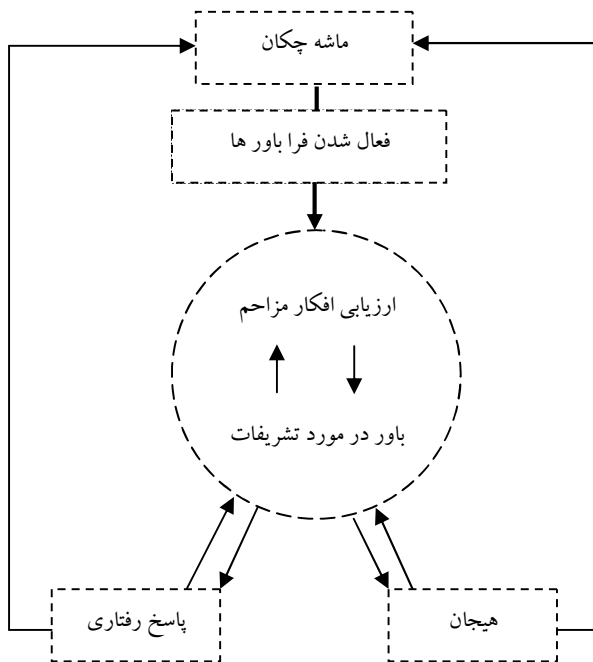 ماشه چکان
فعال شدن فرا باور ها
ارزیابی افکار مزاحم
باور در مورد تشریفات
پاسخ رفتاری
هیجان